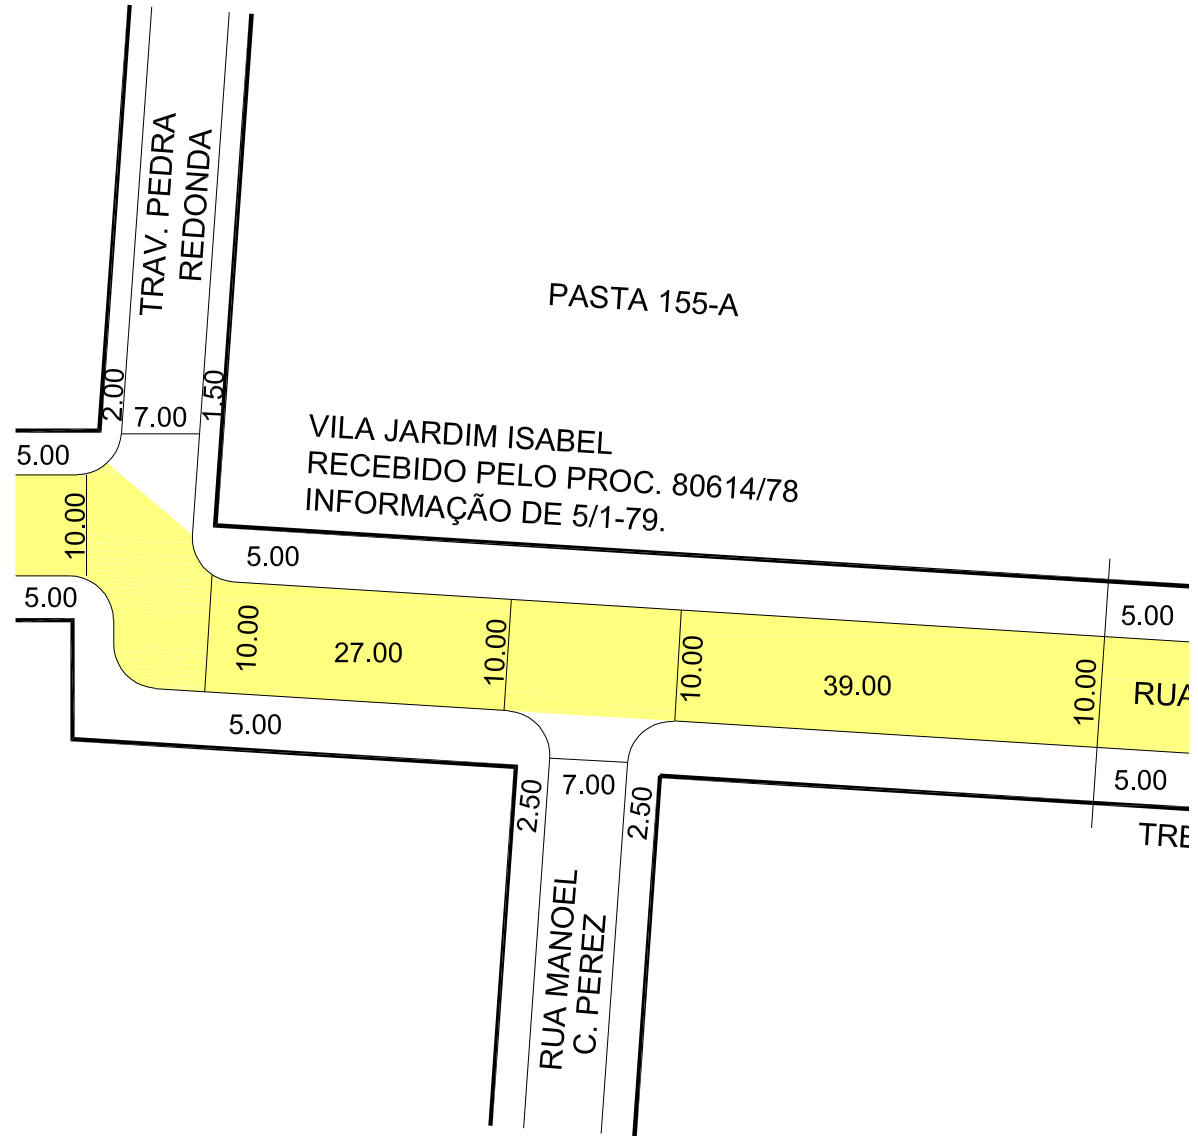 TRAV. PEDRA
REDONDA
PASTA 155-A
2.00
7.00
1.50
VILA JARDIM ISABEL
RECEBIDO PELO PROC. 80614/78
INFORMAÇÃO DE 5/1-79.
5.00
10.00
5.00
5.00
5.00
10.00
27.00
10.00
10.00
39.00
10.00
RUA
5.00
5.00
TRE
2.50
7.00
2.50
RUA MANOEL
C. PEREZ